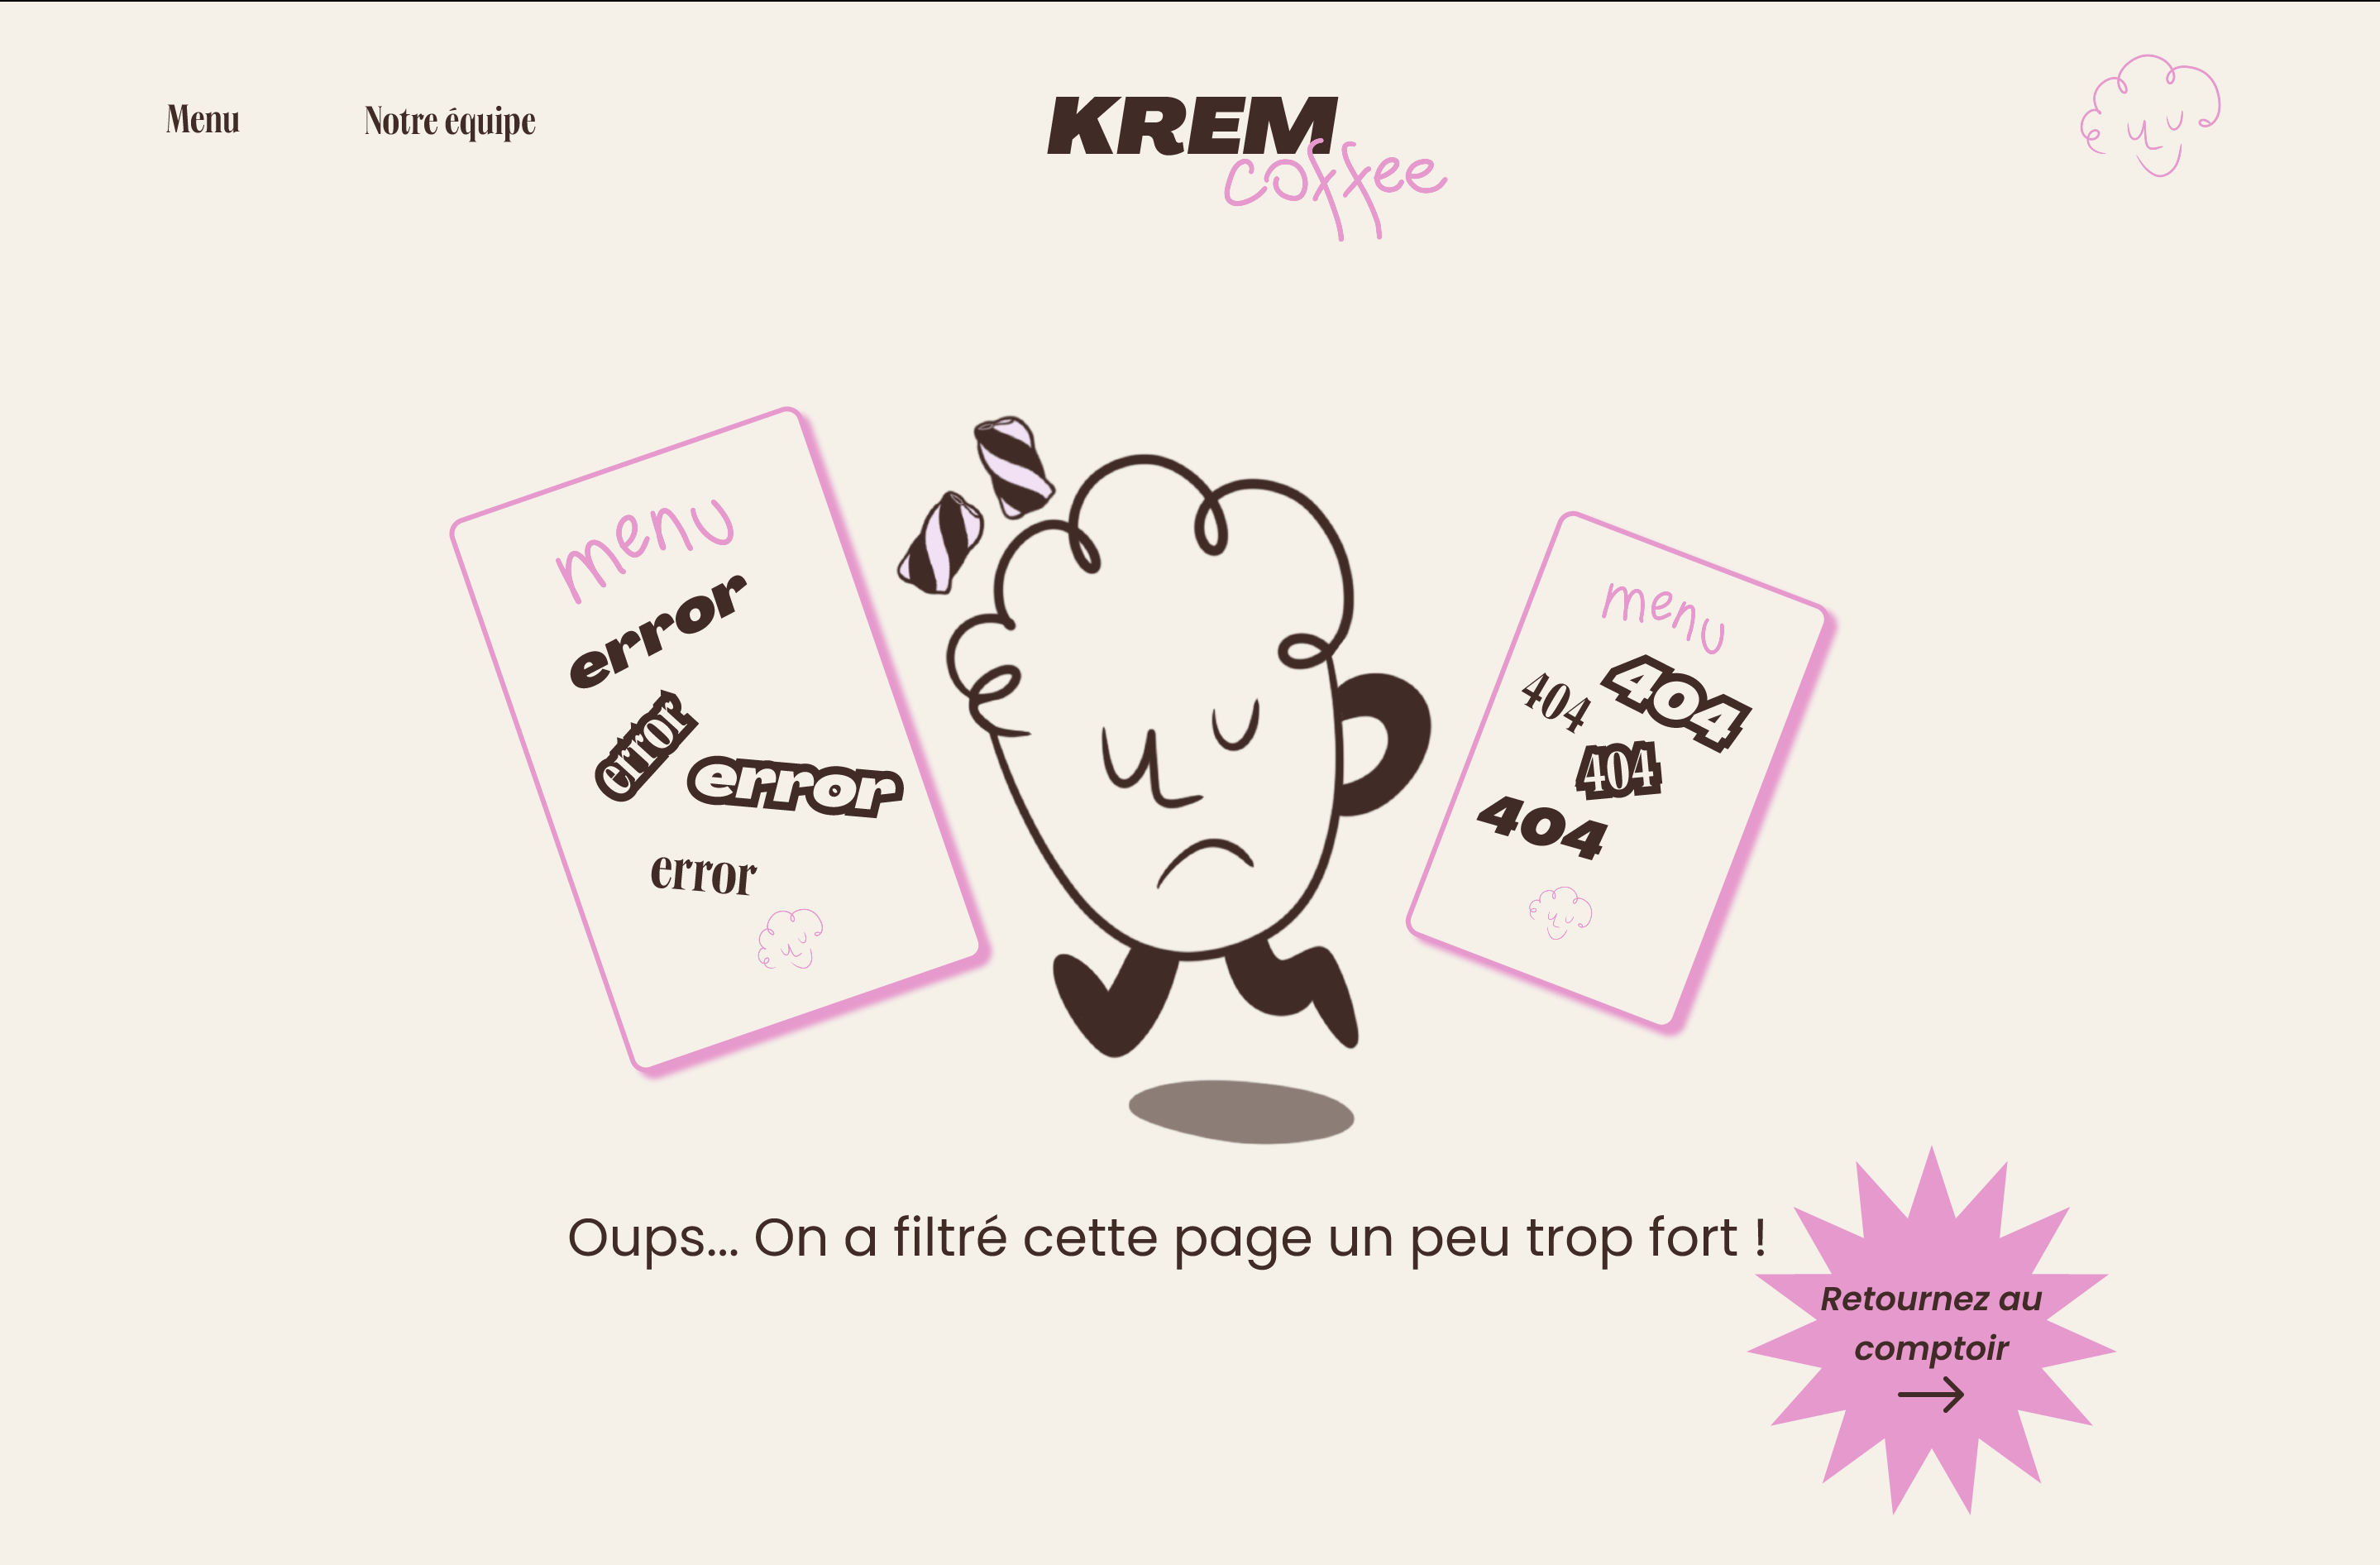 Menu
Notre équipe
KREM
coffee
menu
error
error
error
error
menu
404
404
404
404
Oups... On a filtré cette page un peu trop fort !
Retournez au
comptoir